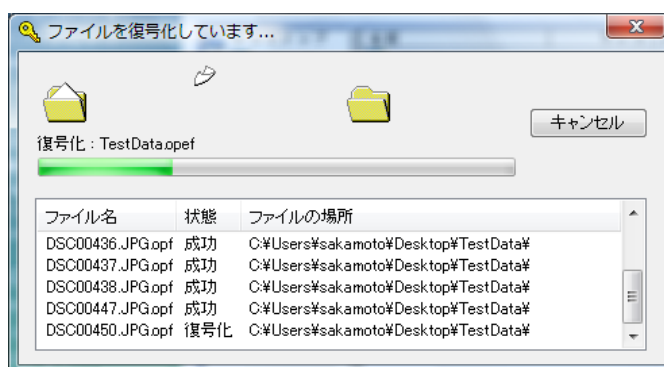 ファイルを復号化しています...
キャンセル
復号化 : TestData.opef
ファイル名 状態 ファイルの場所
DSC00436.JPG.opf 成功 C:¥Users¥sakamoto¥Desktop¥TestData¥
DSC00437.JPG.opf 成功 C:¥Users¥sakamoto¥Desktop¥TestData¥
DSC00438.JPG.opf 成功 C:¥Users¥sakamoto¥Desktop¥TestData¥
DSC00447.JPG.opf 成功 C:¥Users¥sakamoto¥Desktop¥TestData¥
DSC00450.JPG.opf 復号化 C:¥Users¥sakamoto¥Desktop¥TestData¥